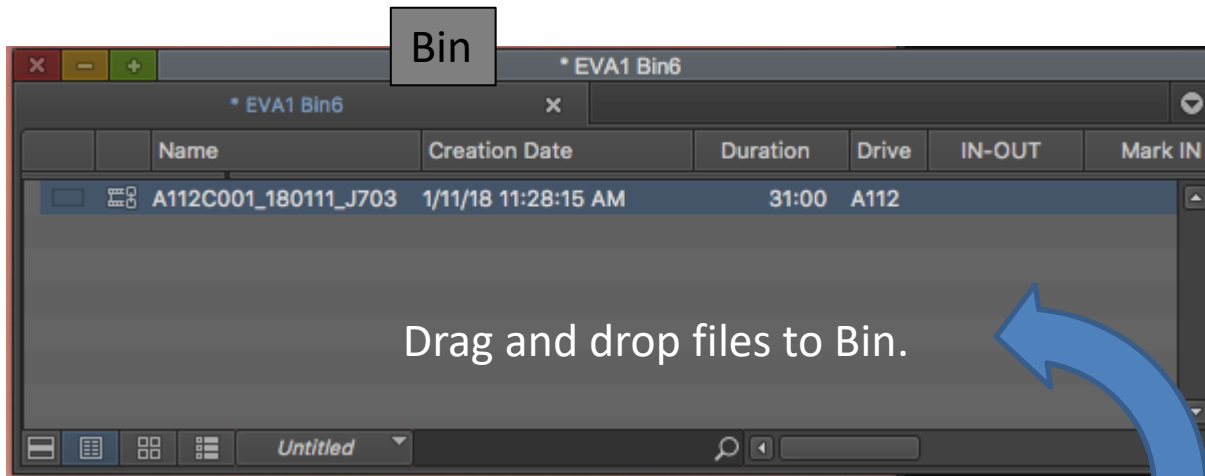 Bin
* EVA1 Bin6
* EVA1 Bin6
Name Creation Date Duration Drive IN-OUT Mark IN
A112C001_180111_J703 1/11/18 11:28:15 AM 31:00 A112
Drag and drop files to Bin.
Untitled